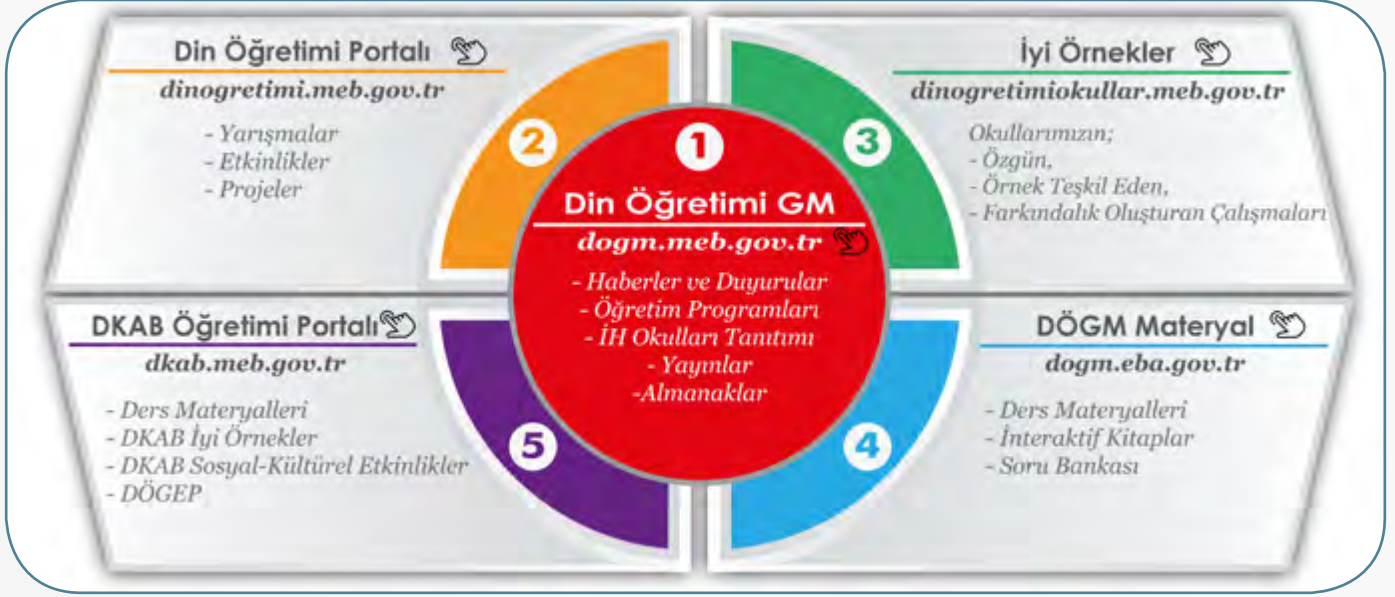 1
Din Öğretimi GM
dogm.meb.gov.tr
- Haberler ve Duyurular
- Öğretim Programları
- İH Okulları Tanıtımı
- Yayınlar
-Almanaklar
2
Din Öğretimi Portalı
dinogretimi.meb.gov.tr
- Yarışmalar
- Etkinlikler
- Projeler
3
İyi Örnekler
dinogretimiokullar.meb.gov.tr
Okullarımızın;
- Özgün,
- Örnek Teşkil Eden,
- Farkındalık Oluşturan Çalışmaları
4
DÖGM Materyal
dogm.eba.gov.tr
- Ders Materyalleri
- İnteraktif Kitaplar
- Soru Bankası
5
DKAB Öğretimi Portalı
dkab.meb.gov.tr
- Ders Materyalleri
- DKAB İyi Örnekler
- DKAB Sosyal-Kültürel Etkinlikler
- DÖGEP